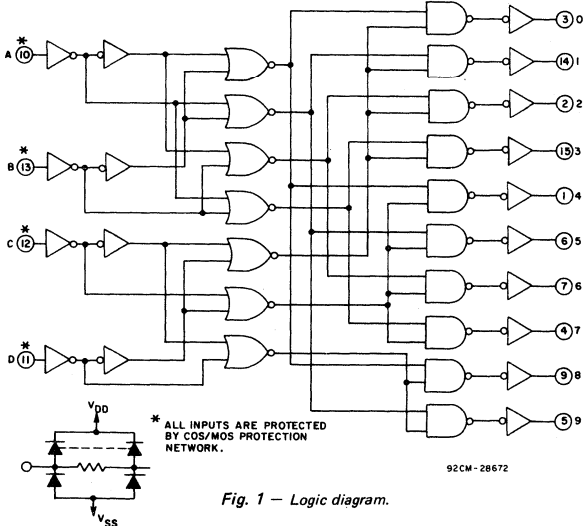 * A 10
* B 13
* C 12
* D 11
3 0
14 1
2 2
15 3
1 4
6 5
7 6
4 7
9 8
5 9
VDD
VSS
* ALL INPUTS ARE PROTECTED
BY COS/MOS PROTECTION
NETWORK.
92CM-28672
Fig. 1 — Logic diagram.